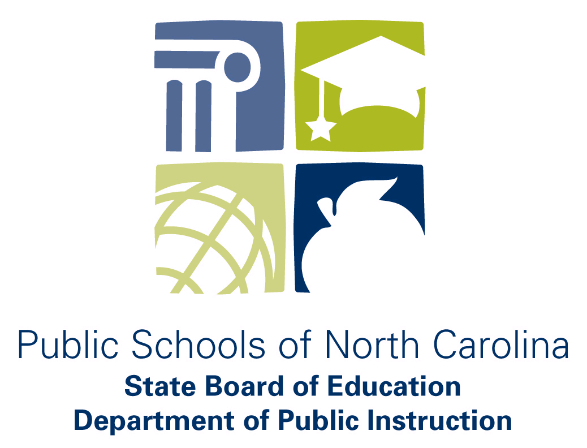 Public Schools of North Carolina
State Board of Education
Department of Public Instruction